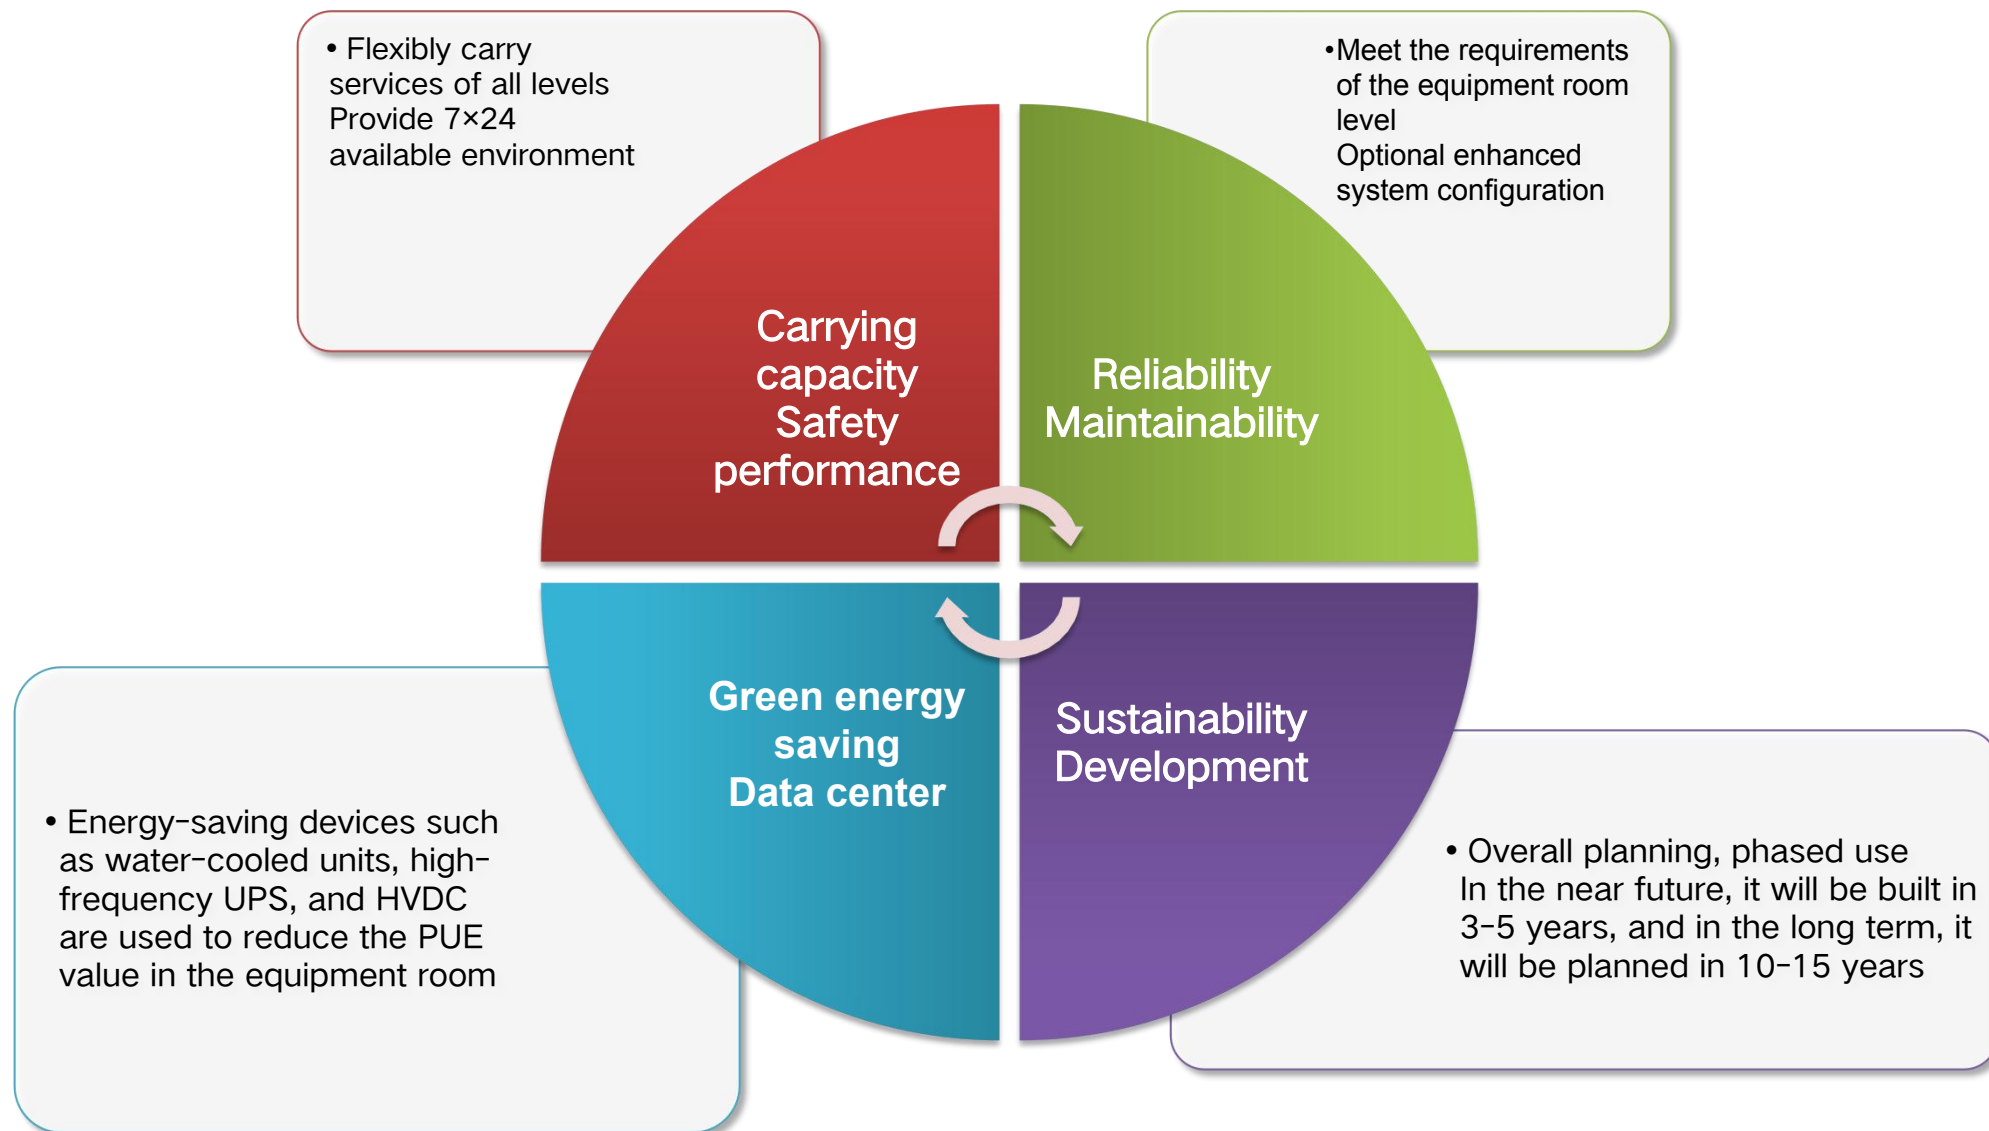 • Flexibly carry
services of all levels
Provide 7×24
available environment
•Meet the requirements
of the equipment room
level
Optional enhanced
system configuration
Carrying
capacity
Safety
performance
Reliability
Maintainability
Green energy
saving
Data center
Sustainability
Development
• Energy-saving devices such
as water-cooled units, high-
frequency UPS, and HVDC
are used to reduce the PUE
value in the equipment room
• Overall planning, phased use
In the near future, it will be built in
3-5 years, and in the long term, it
will be planned in 10-15 years